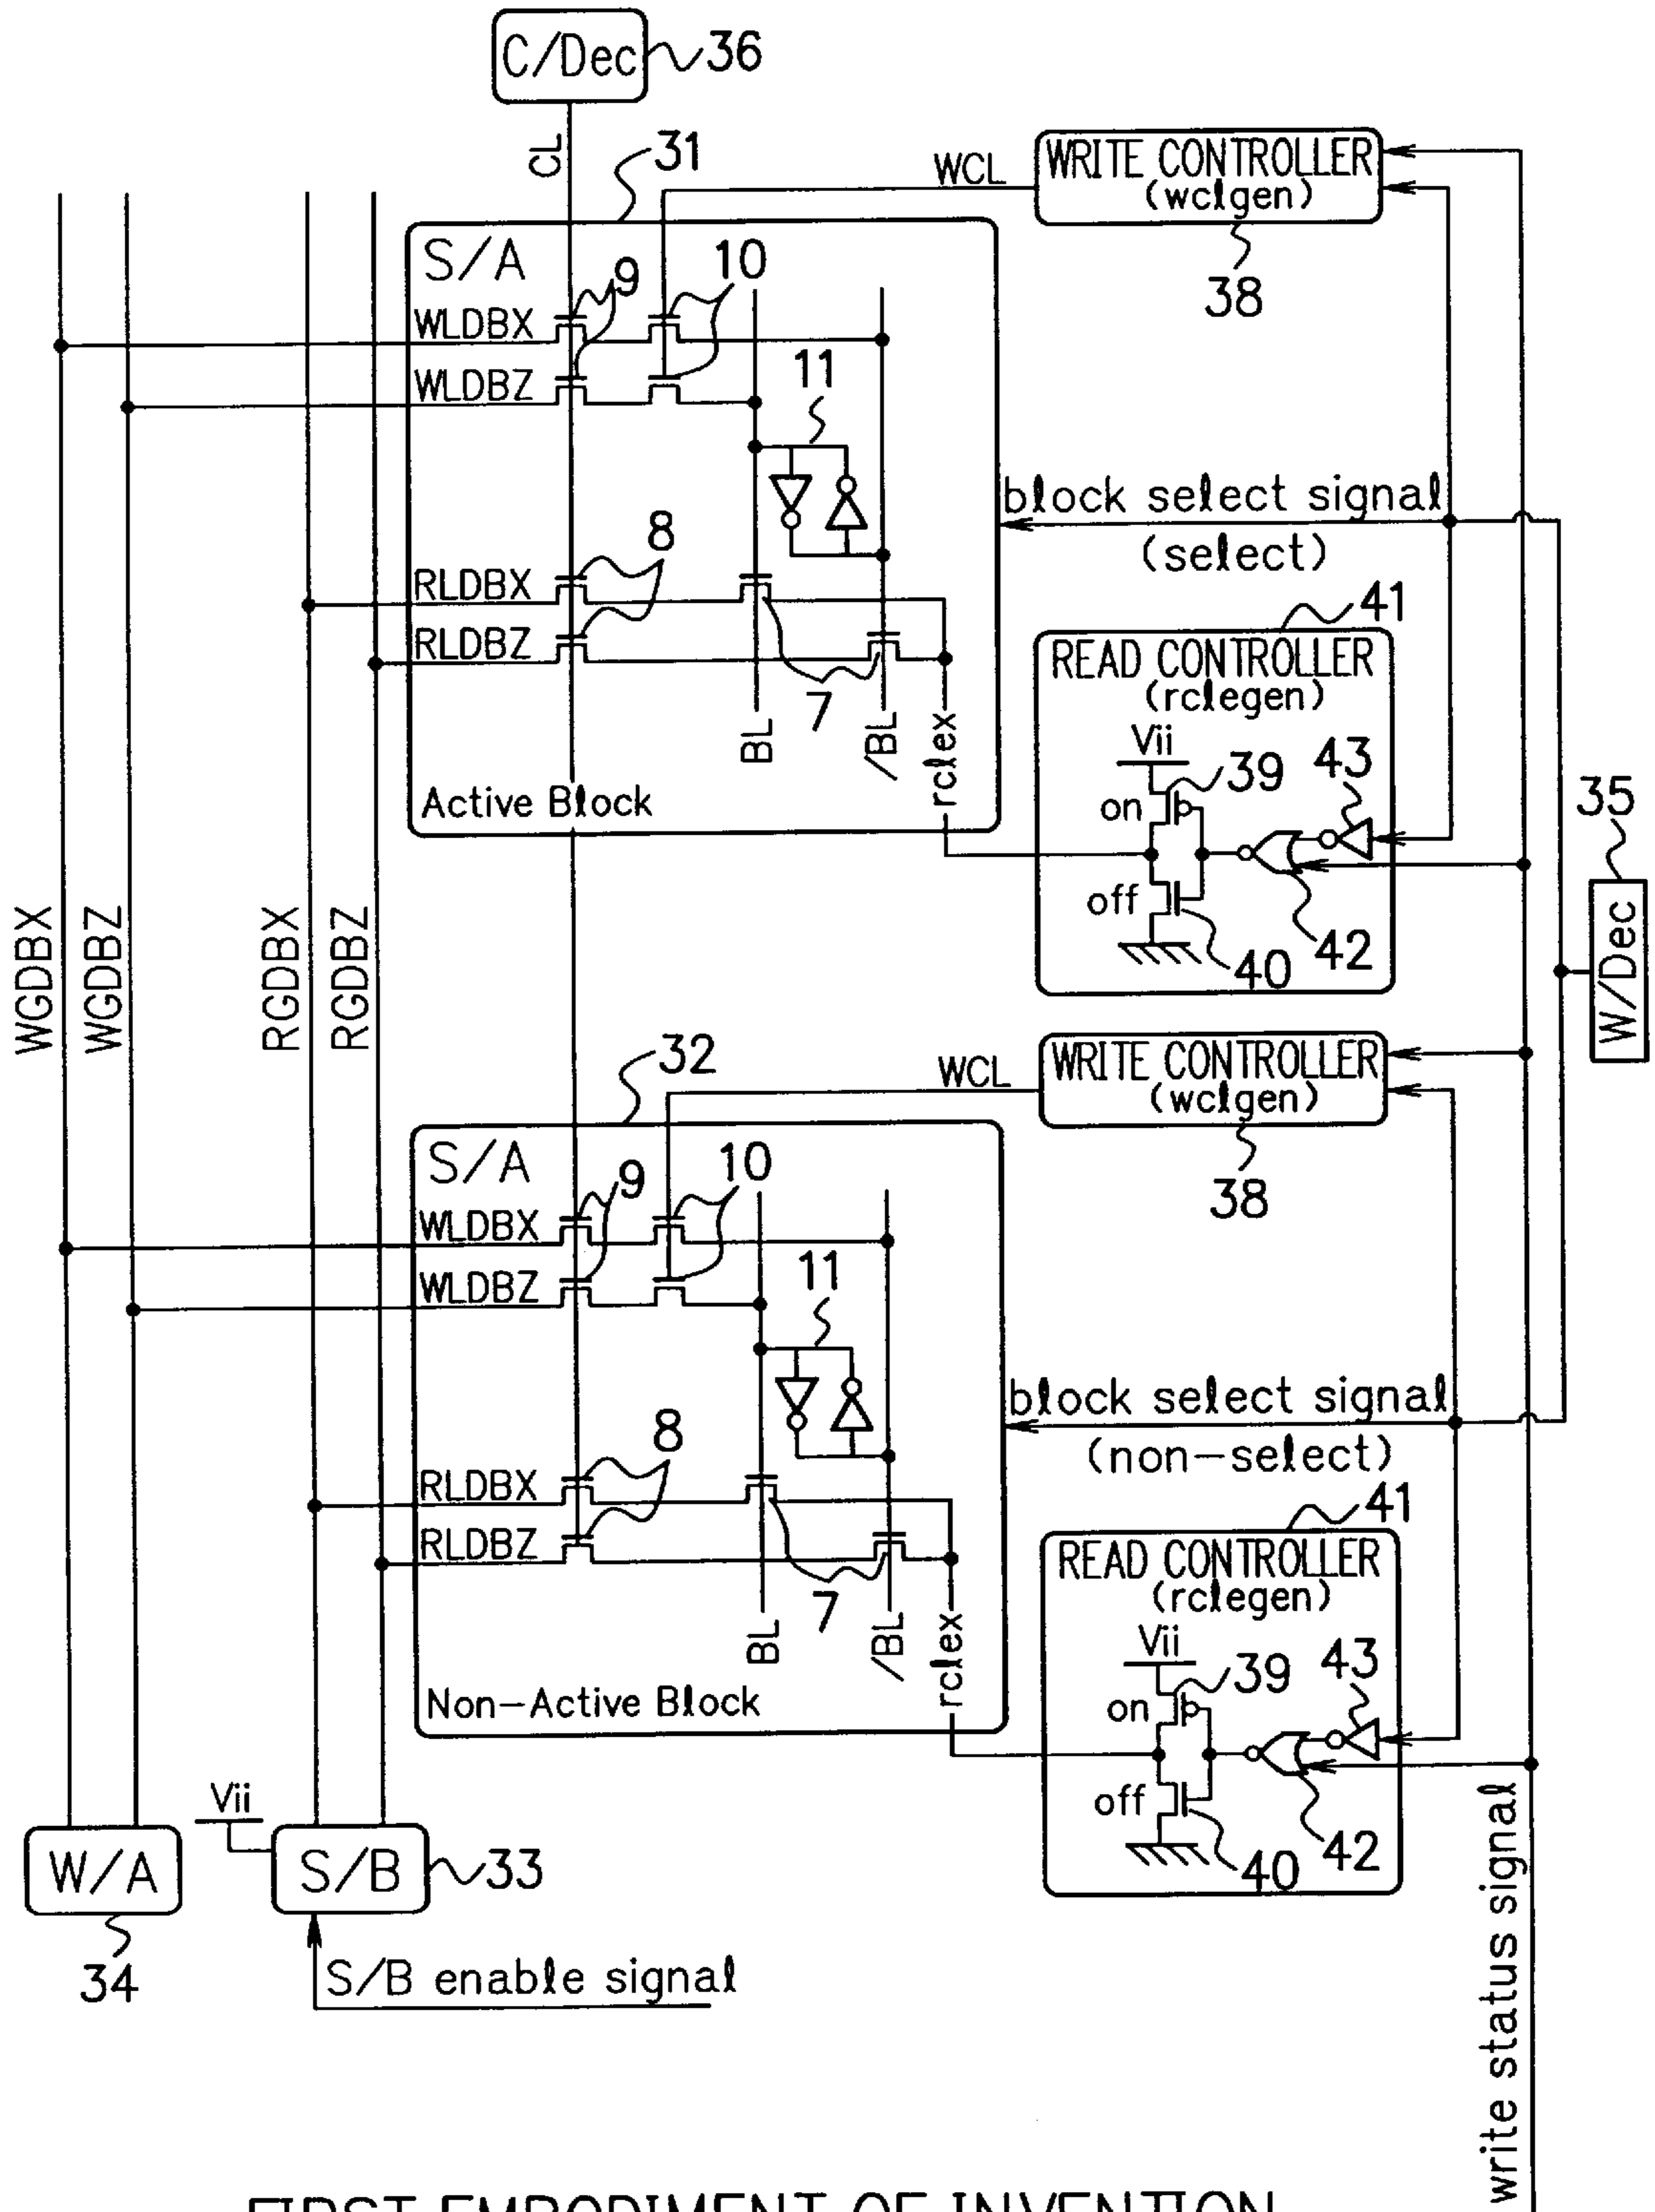 C/Dec
36
CL
31
WCL
WRITE CONTROLLER
(wclgen)
38
S/A
9
10
WLDBX
WLDBZ
11
8
RLDBX
RLDBZ
7
BL
/BL
rclex
Active Block
block select signal
(select)
41
READ CONTROLLER
(rclegen)
Vii
39
43
on
off
42
40
35
W/Dec
WGDBX
WGDBZ
RGDBX
RGDBZ
32
WCL
WRITE CONTROLLER
(wclgen)
38
S/A
9
10
WLDBX
WLDBZ
11
8
RLDBX
RLDBZ
7
BL
/BL
rclex
Non-Active Block
block select signal
(non-select)
41
READ CONTROLLER
(rclegen)
Vii
39
43
on
off
42
40
Vii
W/A
34
S/B
33
S/B enable signal
write status signal
FIRST EMBODIMENT OF INVENTION